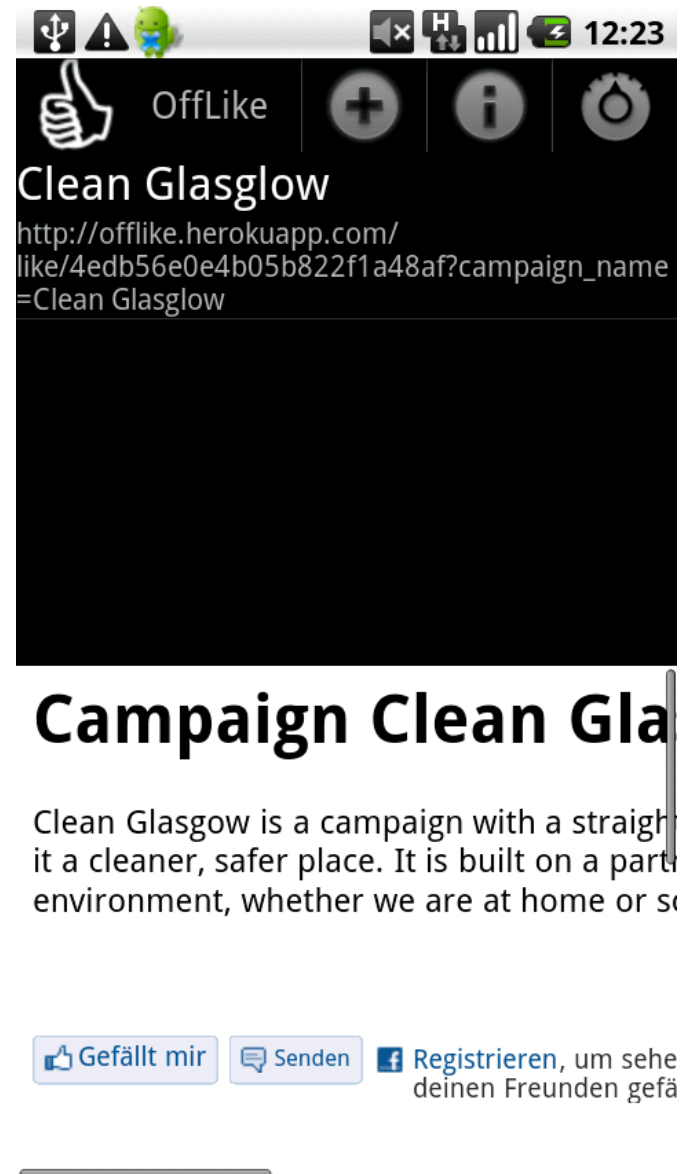 H 12:23
OffLike
Clean Glasglow
http://offlike.herokuapp.com/
like/4edb56e0e4b05b822f1a48af?campaign_name
=Clean Glasglow
Campaign Clean Gla
Clean Glasgow is a campaign with a straigh
it a cleaner, safer place. It is built on a part
environment, whether we are at home or so
Gefällt mir Senden Registrieren, um sehe
deinen Freunden gefä